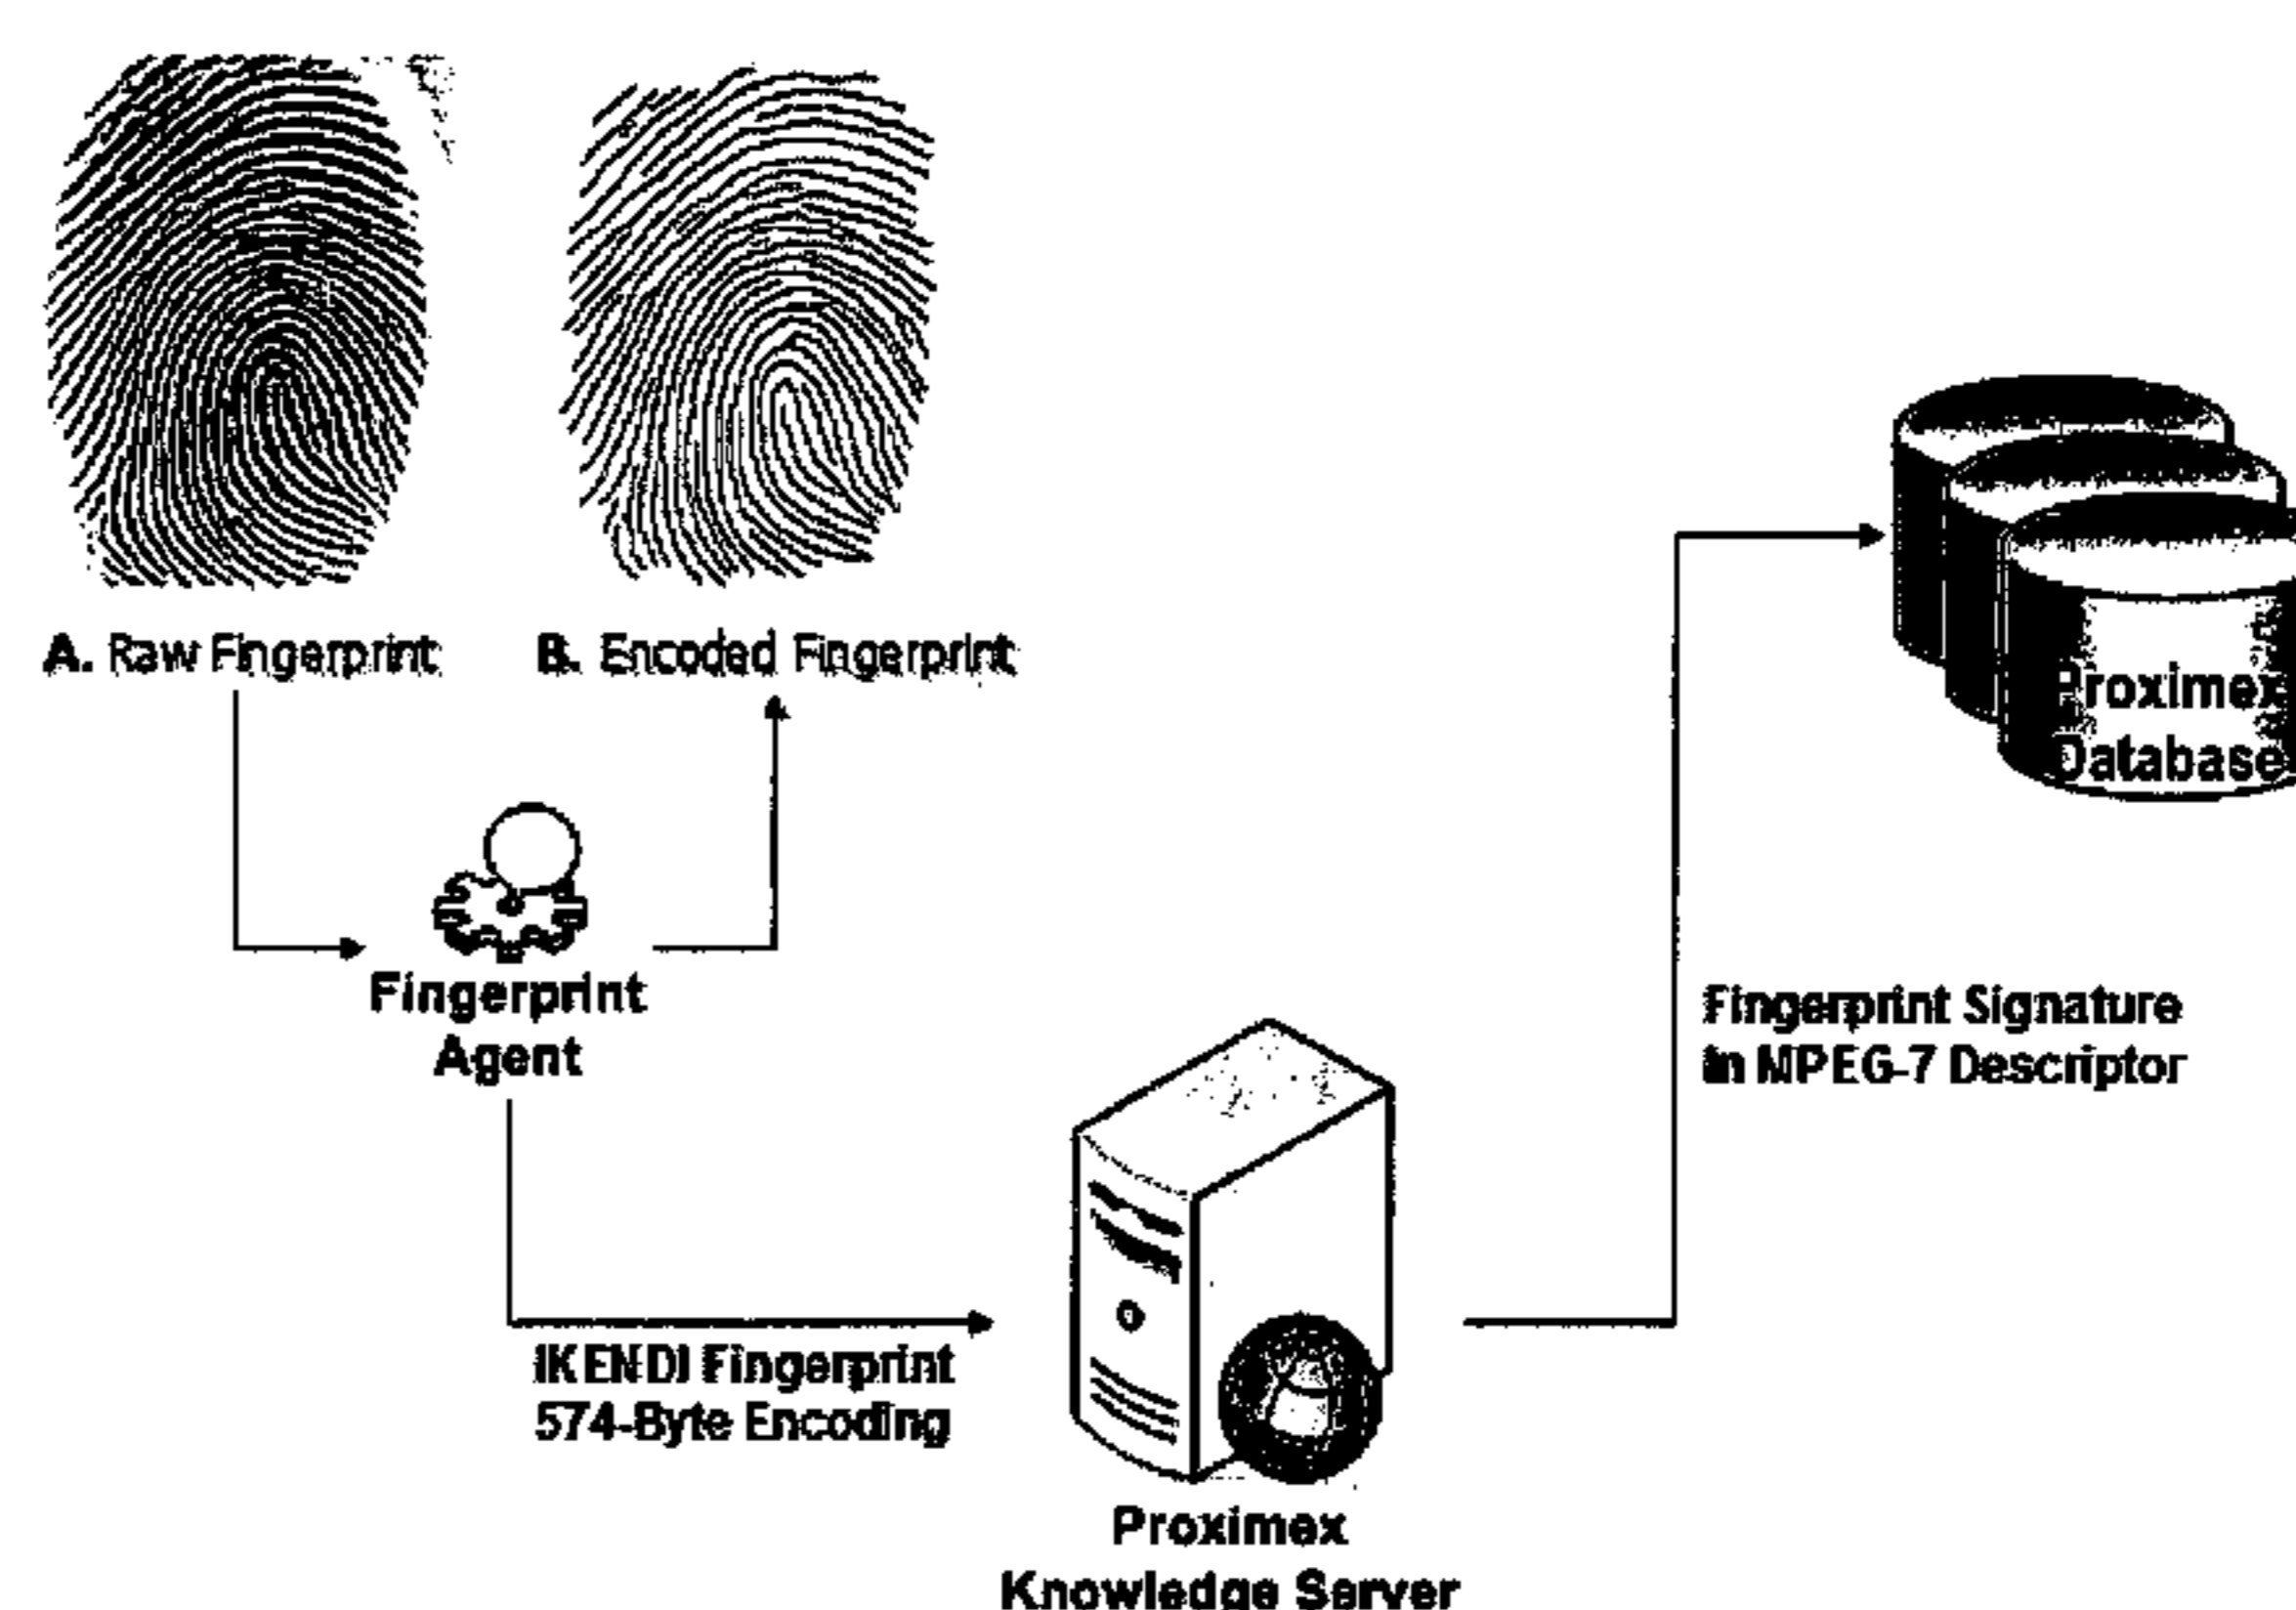 A. Raw Fingerprint
B. Encoded Fingerprint
Proximex
Database
Fingerprint
Agent
Fingerprint Signature
in MPEG-7 Descriptor
IKENDI Fingerprint
574-Byte Encoding
Proximex
Knowledge Server